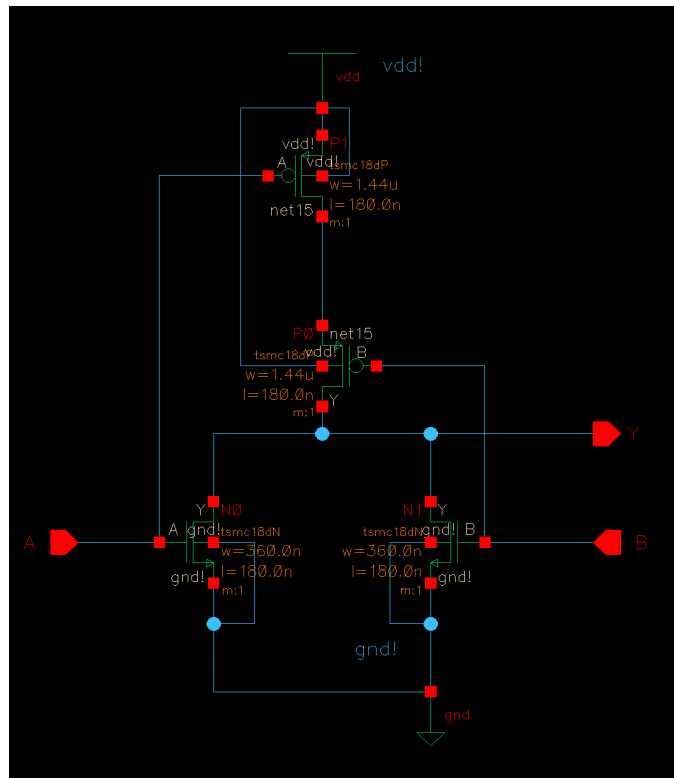 vdd!
vdd
vdd!
P1
A
vdd!
tsmc18dP
w=1.44u
net15
l=180.0n
m:1
P0
net15
tsmc18dP
vdd!
B
w=1.44u
l=180.0n
Y
m:1
Y
Y
N0
N1
Y
A
A
gnd!
tsmc18dN
tsmc18dN
gnd!
B
B
w=360.0n
w=360.0n
gnd!
l=180.0n
l=180.0n
gnd!
m:1
m:1
gnd!
gnd